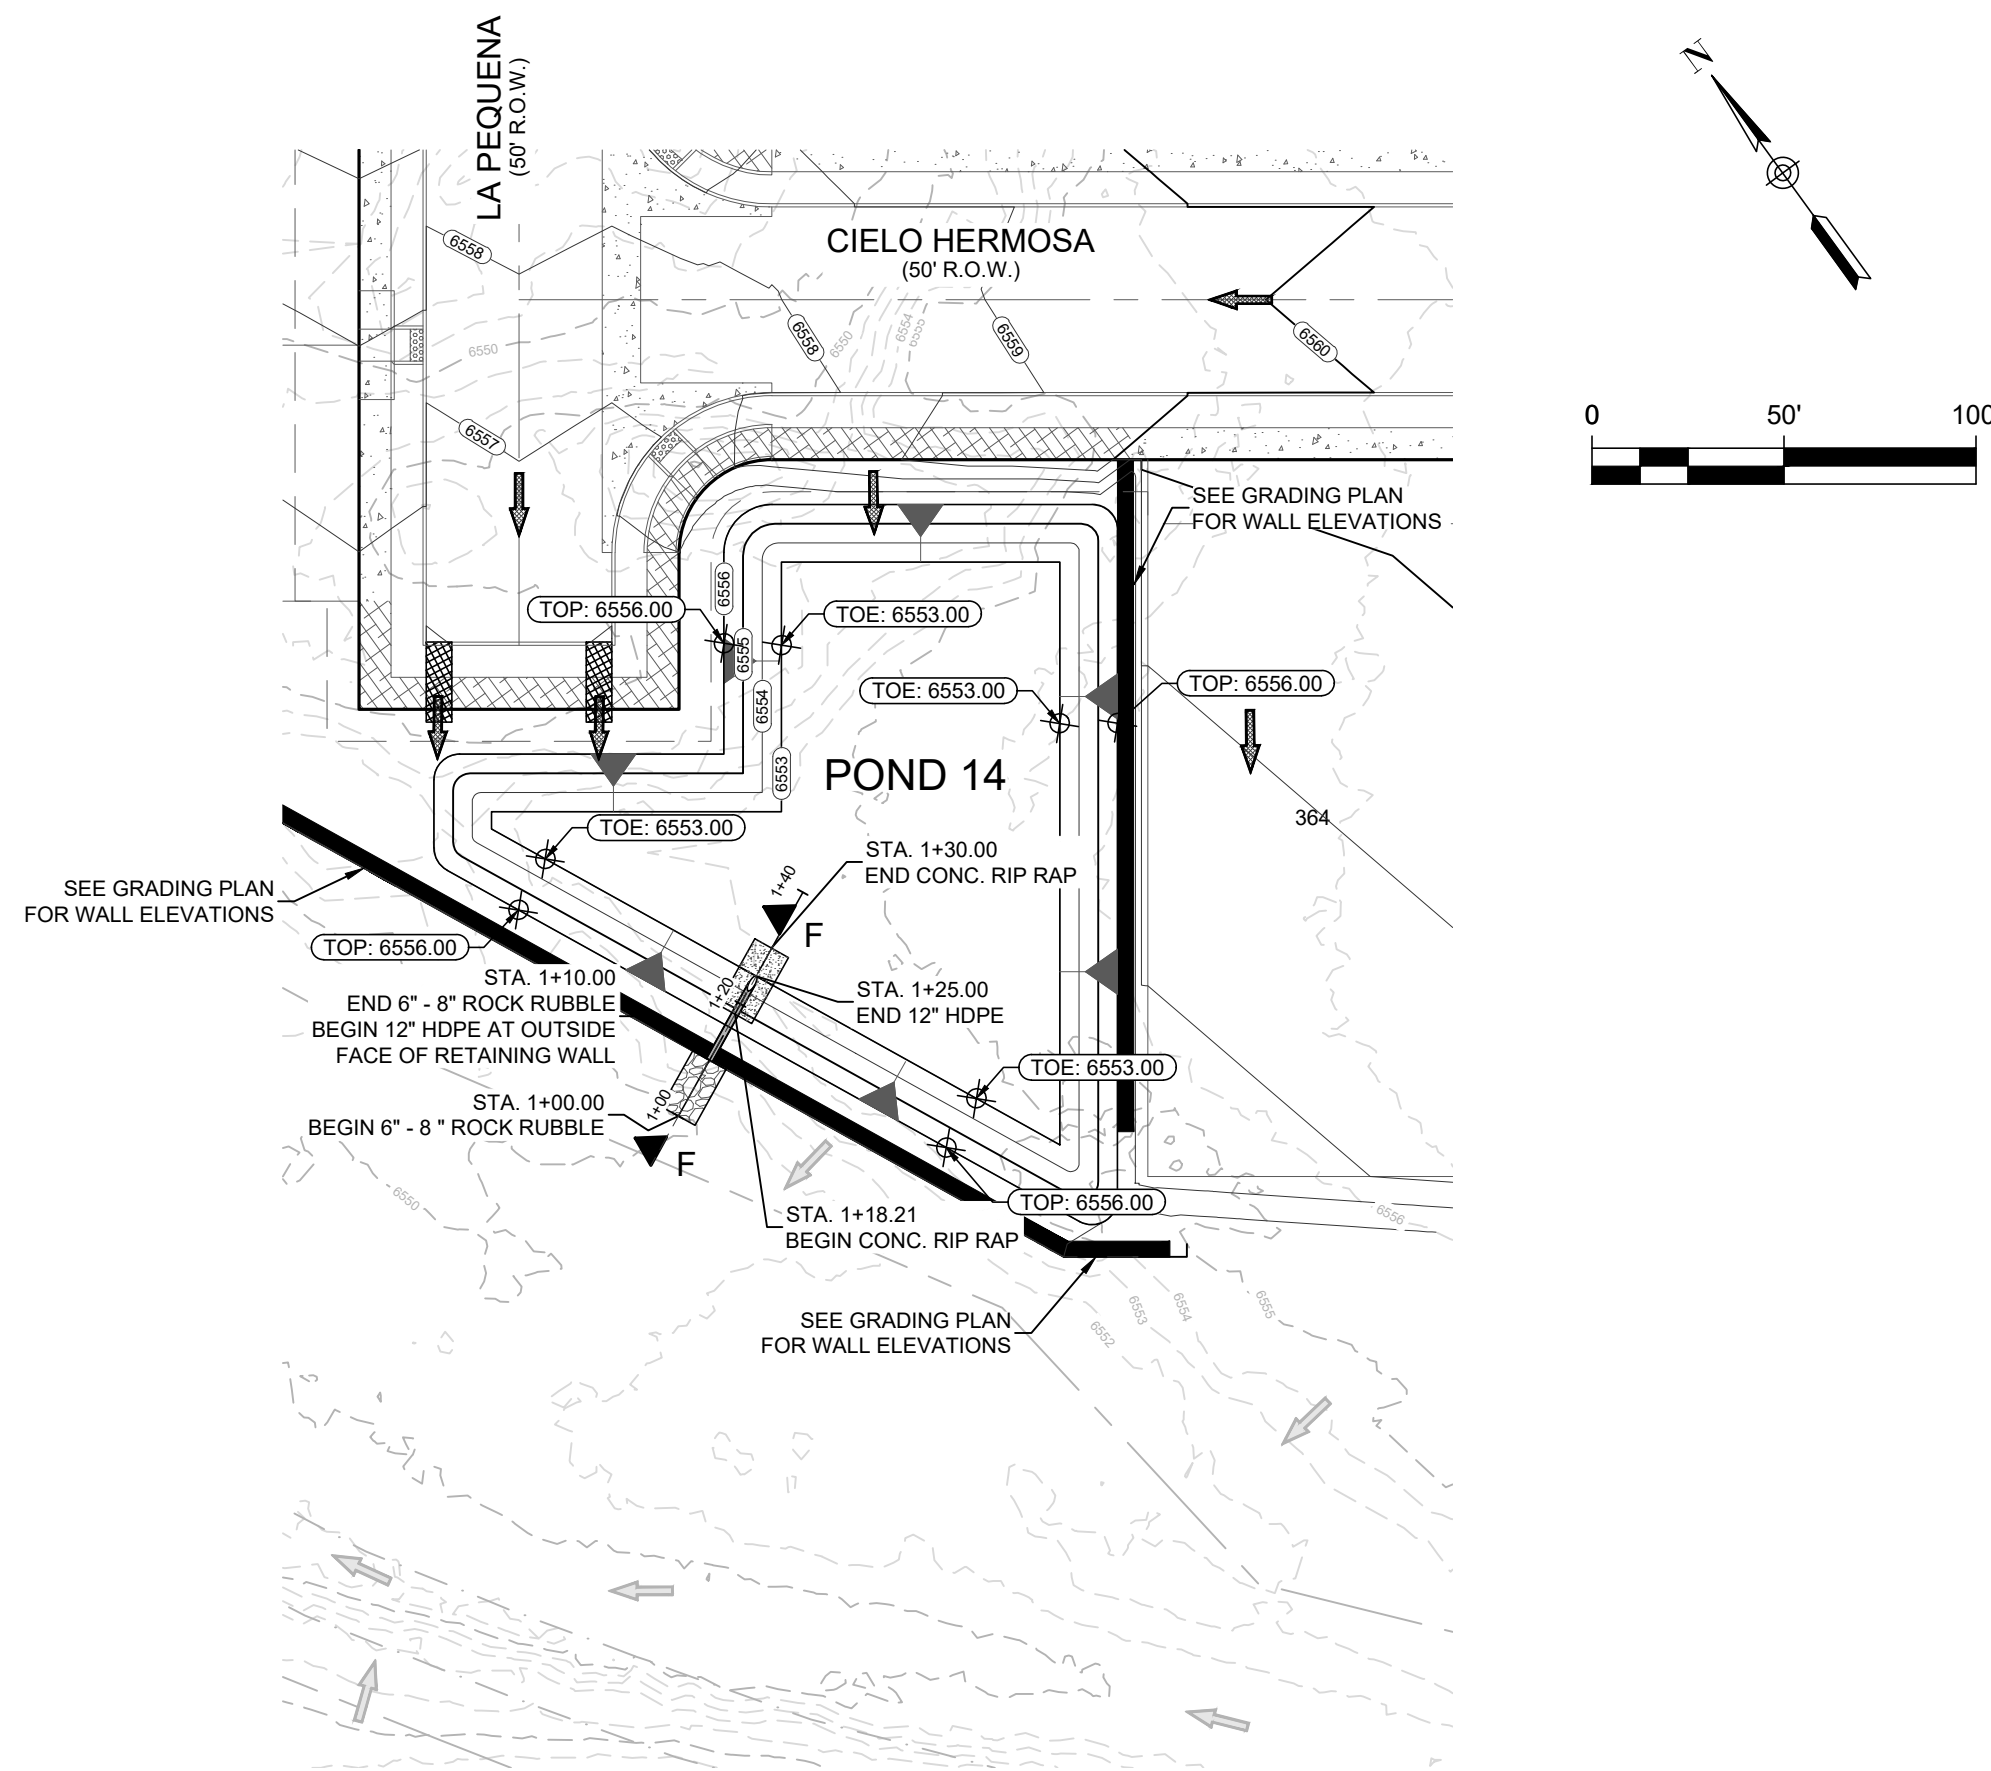 LA PEQUENA
(50' R.O.W.)
N
CIELO HERMOSA
(50' R.O.W.)
6558
6558
6550
6554
6555
6559
6560
6550
6557
0 50' 100
SEE GRADING PLAN
FOR WALL ELEVATIONS
6556
TOP: 6556.00
TOE: 6553.00
6555
6554
TOE: 6553.00
TOP: 6556.00
6553
POND 14
364
TOE: 6553.00
STA. 1+30.00
END CONC. RIP RAP
SEE GRADING PLAN
FOR WALL ELEVATIONS
1+40
F
TOP: 6556.00
STA. 1+10.00
END 6" - 8" ROCK RUBBLE
BEGIN 12" HDPE AT OUTSIDE
FACE OF RETAINING WALL
1+20
STA. 1+25.00
END 12" HDPE
TOE: 6553.00
STA. 1+00.00
BEGIN 6" - 8 " ROCK RUBBLE
1+00
F
6550
TOP: 6556.00
STA. 1+18.21
BEGIN CONC. RIP RAP
6556
SEE GRADING PLAN
FOR WALL ELEVATIONS
6552
6553
6554
6555